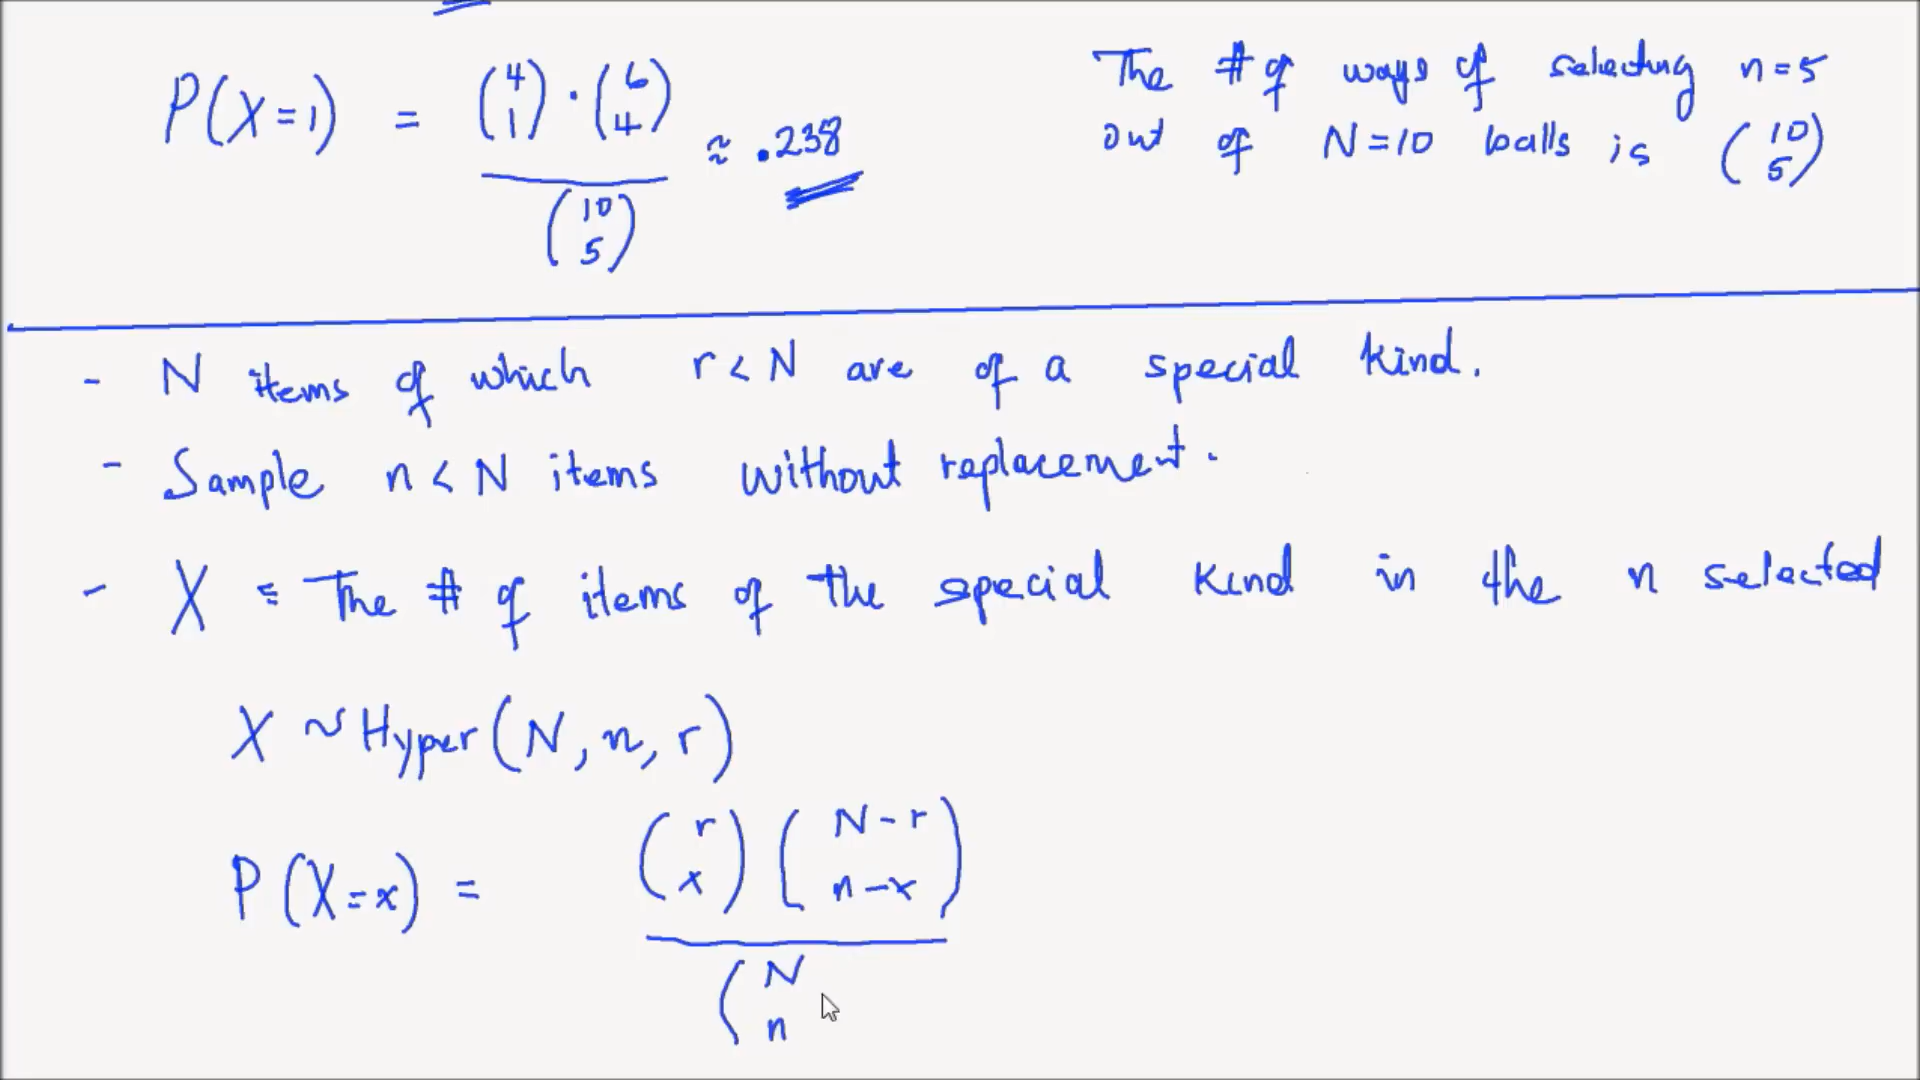 P(X=1) = (4 1) · (6 4) / (10 5) ≈ .238
The # of ways of selecting n=5
out of N=10 balls is (10 5)
- N items of which r<N are of a special kind.
- Sample n<N items without replacement.
- X = The # of items of the special kind in the n selected
X ~ Hyper(N, n, r)
P(X=x) = (r x) (N-r n-x) / (N n